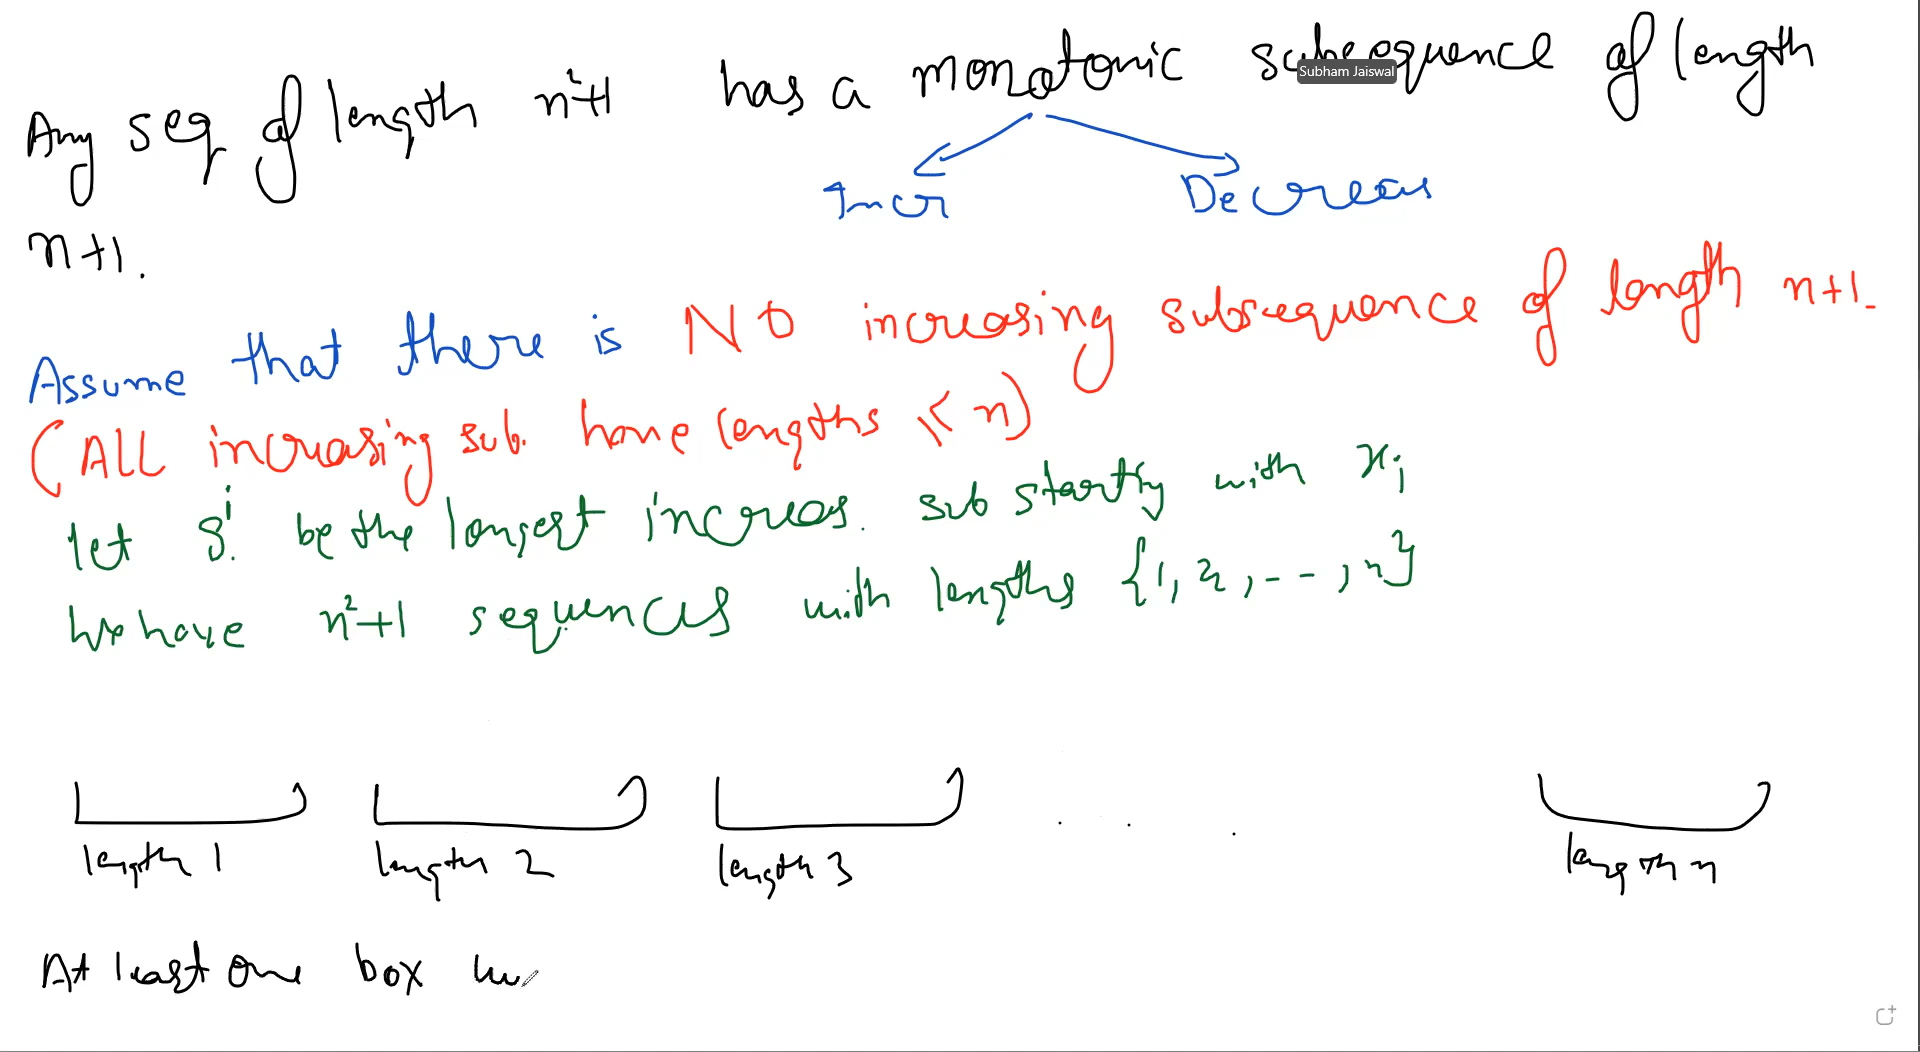 Any seq of length n²+1 has a monotonic subsequence of length
Subham Jaiswal
Incr Decreas
n+1.
Assume that there is NO increasing subsequence of length n+1.
(ALL increasing sub. have lengths ≤ n)
let Sⁱ be the longest increas. sub starting with xᵢ
We have n²+1 sequences with lengths {1, 2, - - -, n}
length 1 length 2 length 3 . . . length n
At least one box